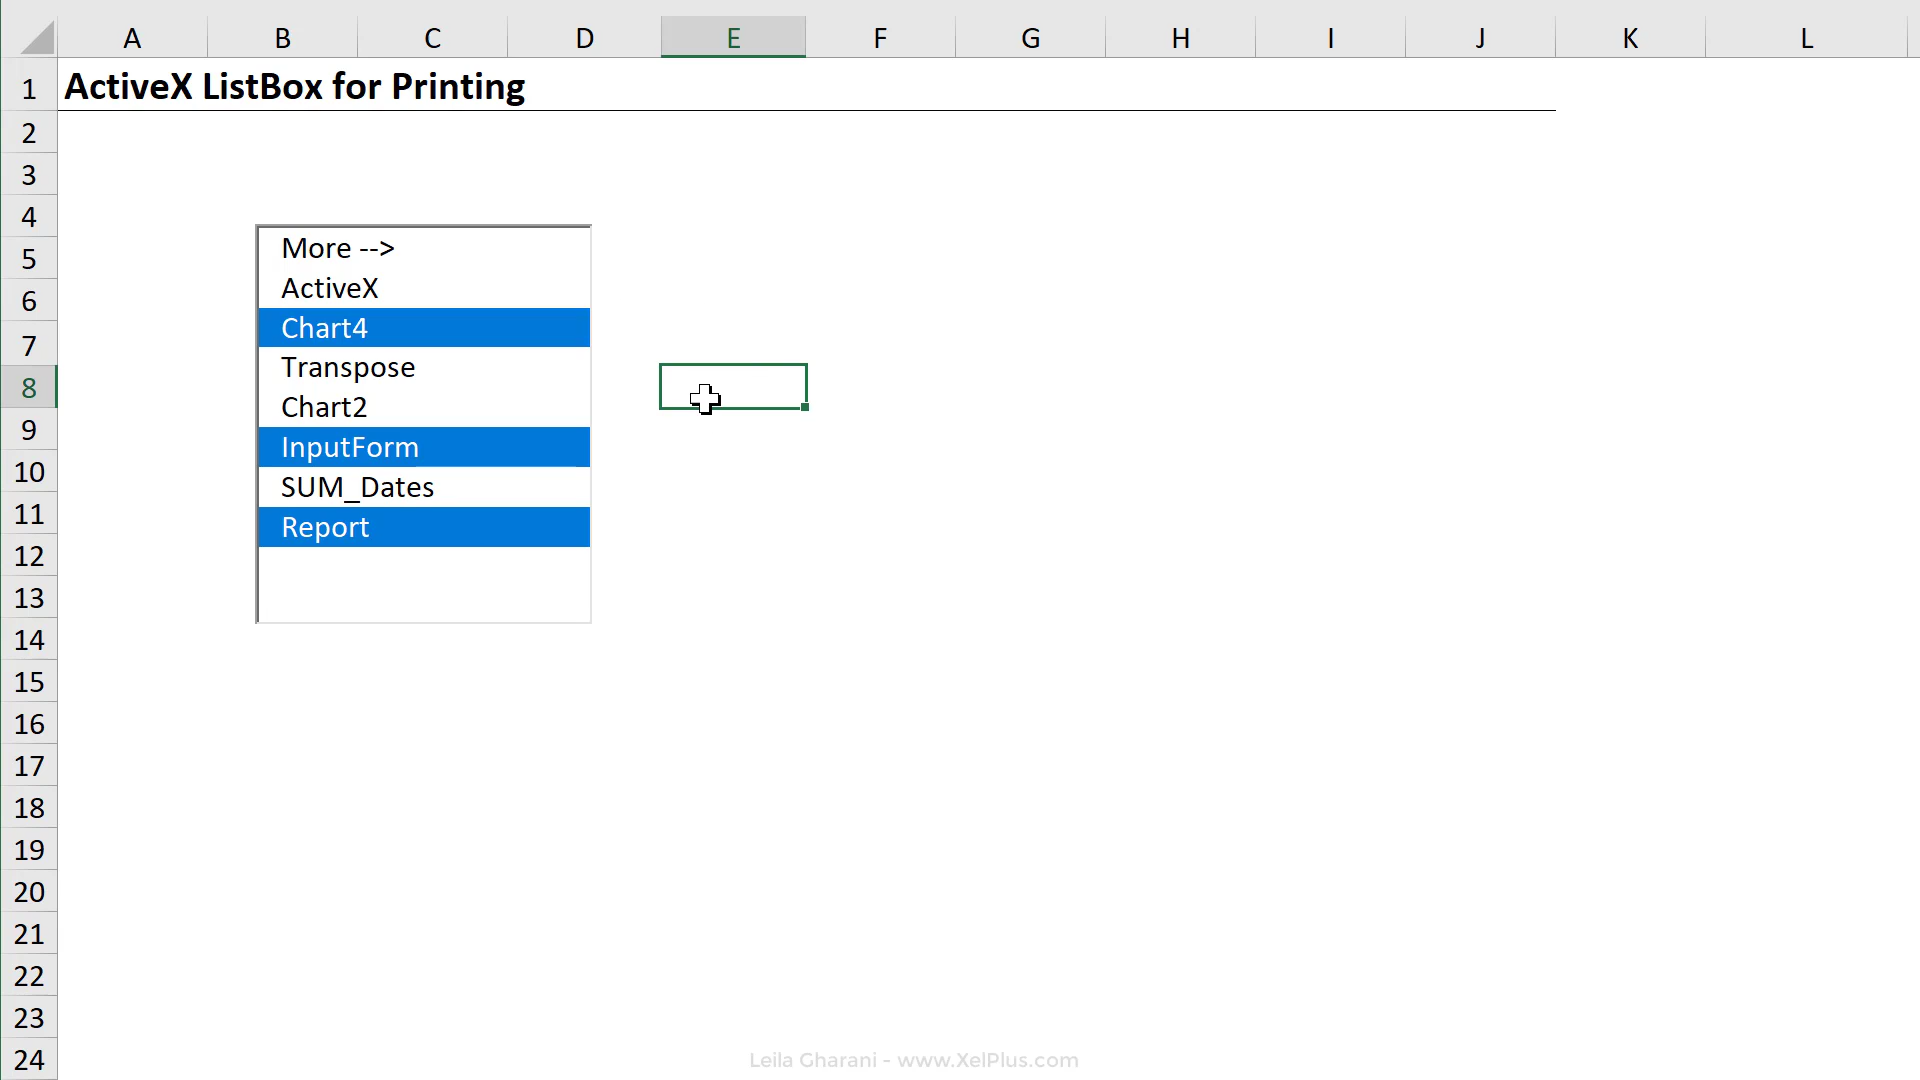 A B C D E F G H I J K L
1 ActiveX ListBox for Printing
2
3
4
More -->
5
ActiveX
6
Chart4
7
Transpose
8
Chart2
9
InputForm
10
SUM_Dates
11
Report
12
13
14
15
16
17
18
19
20
21
22
23
24
Leila Gharani - www.XelPlus.com